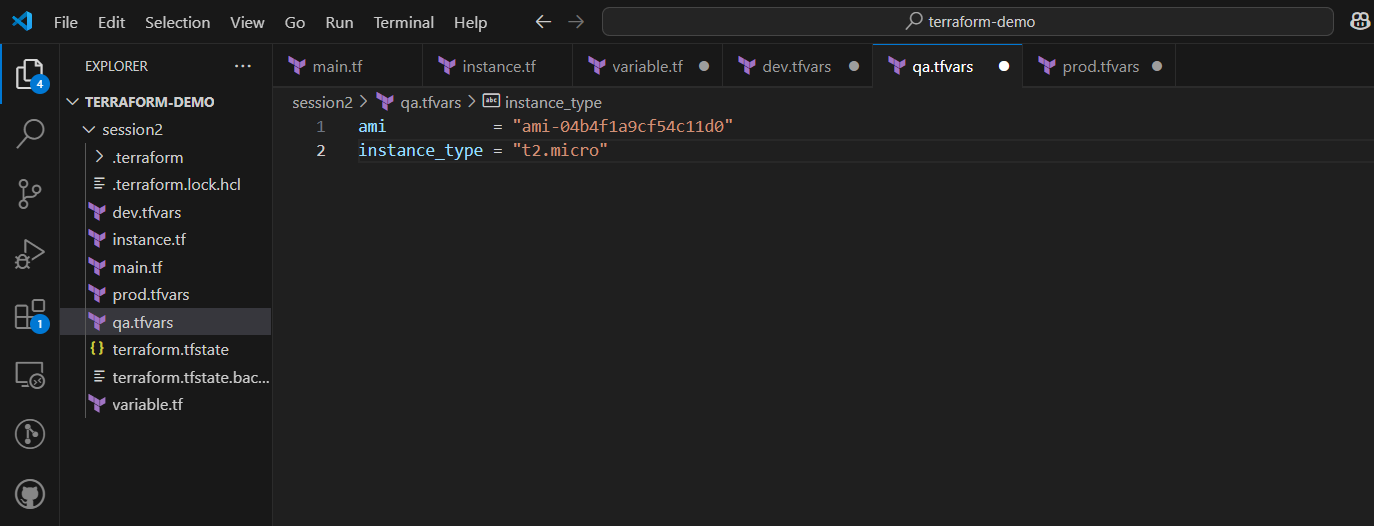 File Edit Selection View Go Run Terminal Help
terraform-demo
EXPLORER ...
main.tf
instance.tf
variable.tf
dev.tfvars
qa.tfvars
prod.tfvars
4
1
TERRAFORM-DEMO
session2
.terraform
.terraform.lock.hcl
dev.tfvars
instance.tf
main.tf
prod.tfvars
qa.tfvars
{} terraform.tfstate
terraform.tfstate.bac...
variable.tf
session2 > qa.tfvars > abc instance_type
1 ami = "ami-04b4f1a9cf54c11d0"
2 instance_type = "t2.micro"